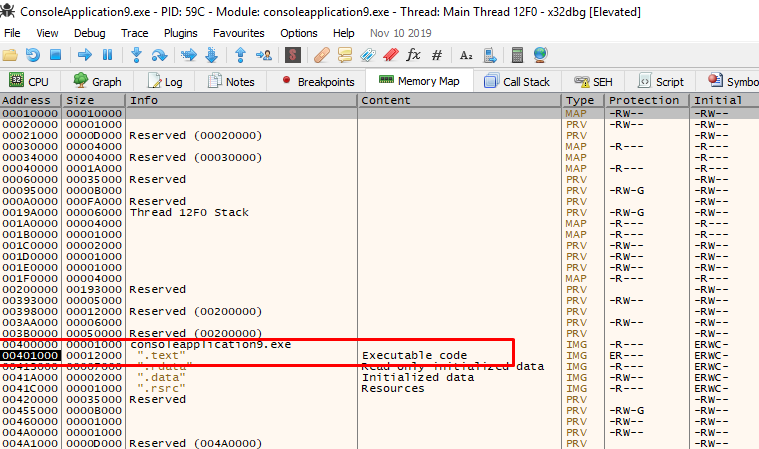 ConsoleApplication9.exe - PID: 59C - Module: consoleapplication9.exe - Thread: Main Thread 12F0 - x32dbg [Elevated]
File View Debug Trace Plugins Favourites Options Help Nov 10 2019
CPU Graph Log Notes Breakpoints Memory Map Call Stack SEH Script Symbo
Address Size Info Content Type Protection Initial
00010000 00010000 MAP -RW-- -RW--
00020000 00001000 PRV -RW-- -RW--
00021000 0000D000 Reserved (00020000) PRV -RW--
00030000 00004000 MAP -R--- -R---
00034000 00004000 Reserved (00030000) MAP -R---
00040000 0001A000 MAP -R--- -R---
00060000 00035000 Reserved PRV -RW--
00095000 0000B000 PRV -RW-G -RW--
000A0000 000FA000 Reserved PRV -RW--
0019A000 00006000 Thread 12F0 Stack PRV -RW-G -RW--
001A0000 00004000 MAP -R--- -R---
001B0000 00001000 MAP -R--- -R---
001C0000 00002000 PRV -RW-- -RW--
001D0000 00001000 PRV -RW-- -RW--
001E0000 00001000 PRV -RW-- -RW--
001F0000 00004000 MAP -R--- -R---
00200000 00193000 Reserved PRV -RW--
00393000 00005000 PRV -RW-- -RW--
00398000 00012000 Reserved (00200000) PRV -RW--
003AA000 00006000 PRV -RW-- -RW--
003B0000 00050000 Reserved (00200000) PRV -RW--
00400000 00001000 consoleapplication9.exe IMG -R--- ERWC-
00401000 00012000 ".text" Executable code IMG ER--- ERWC-
00413000 00007000 ".rdata" Read-only initialized data IMG -R--- ERWC-
0041A000 00002000 ".data" Initialized data IMG -RW-- ERWC-
0041C000 00001000 ".rsrc" Resources IMG -R--- ERWC-
00420000 00035000 Reserved PRV -RW--
00455000 0000B000 PRV -RW-G -RW--
00460000 00001000 PRV -RW-- -RW--
004A0000 00001000 PRV -RW-- -RW--
004A1000 0000D000 Reserved (004A0000) PRV -RW--